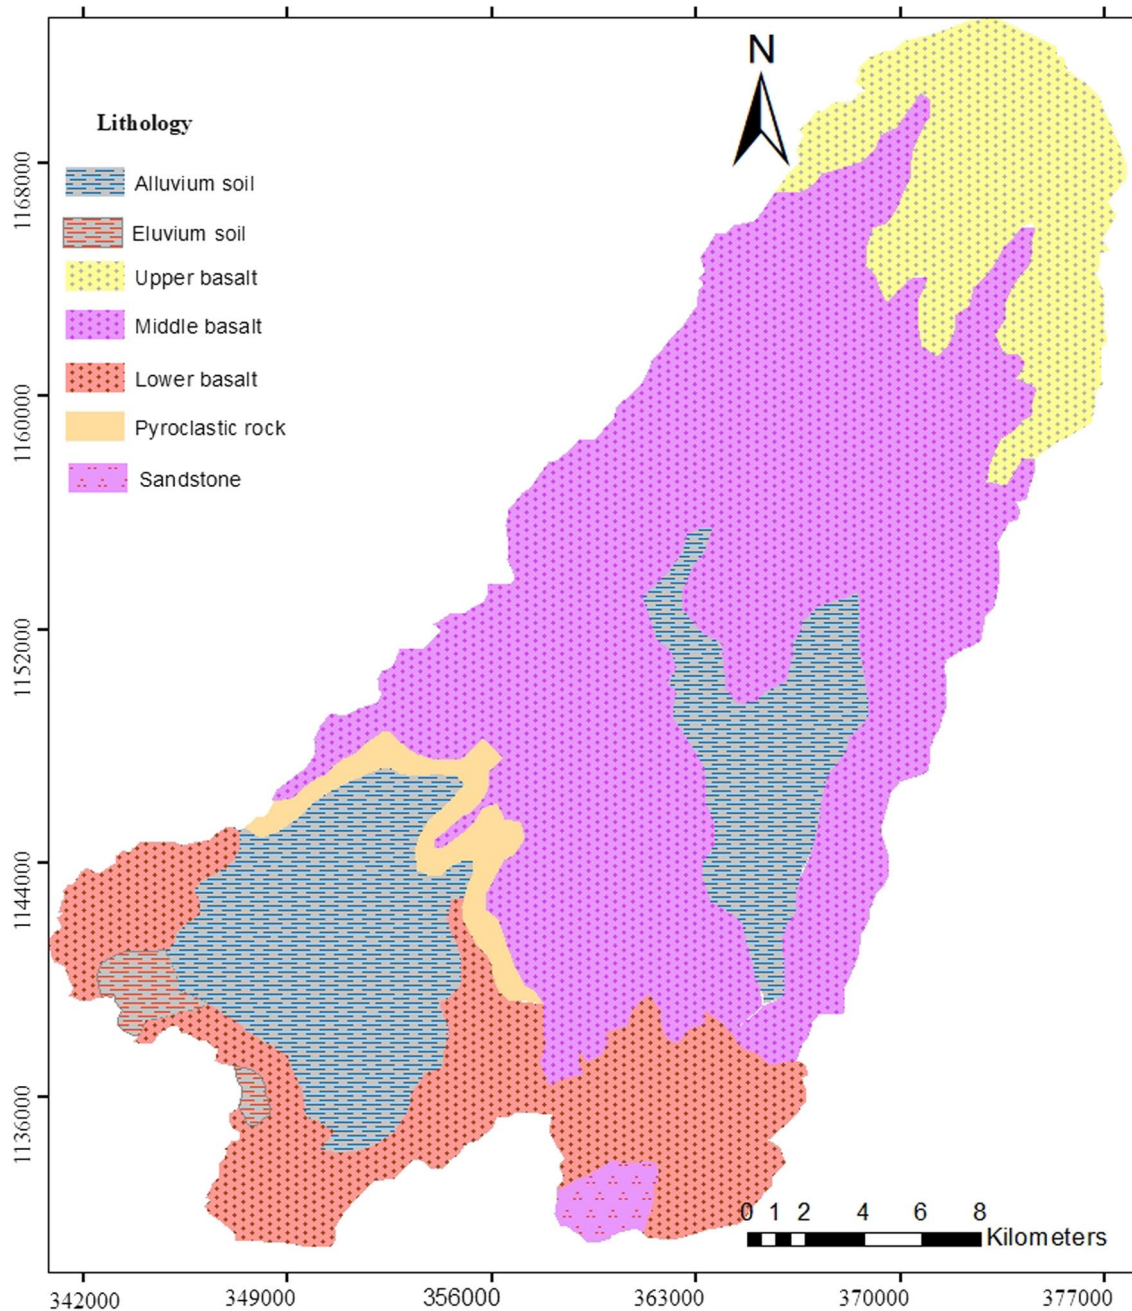 N
Lithology
Alluvium soil
Eluvium soil
Upper basalt
Middle basalt
Lower basalt
Pyroclastic rock
Sandstone
1168000
1160000
1152000
1144000
1136000
0 1 2 4 6 8
Kilometers
342000 349000 356000 363000 370000 377000